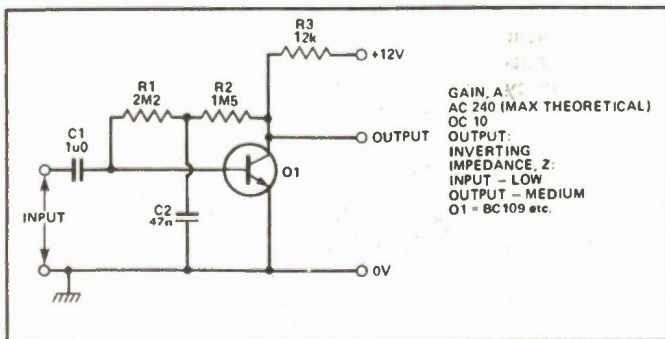 R3
12k
+12V
R1
2M2
R2
1M5
C1
1u0
OUTPUT
O1
C2
47n
INPUT
0V
GAIN, A:
AC 240 (MAX THEORETICAL)
OC 10
OUTPUT:
INVERTING
IMPEDANCE, Z:
INPUT – LOW
OUTPUT – MEDIUM
O1 = BC109 etc.